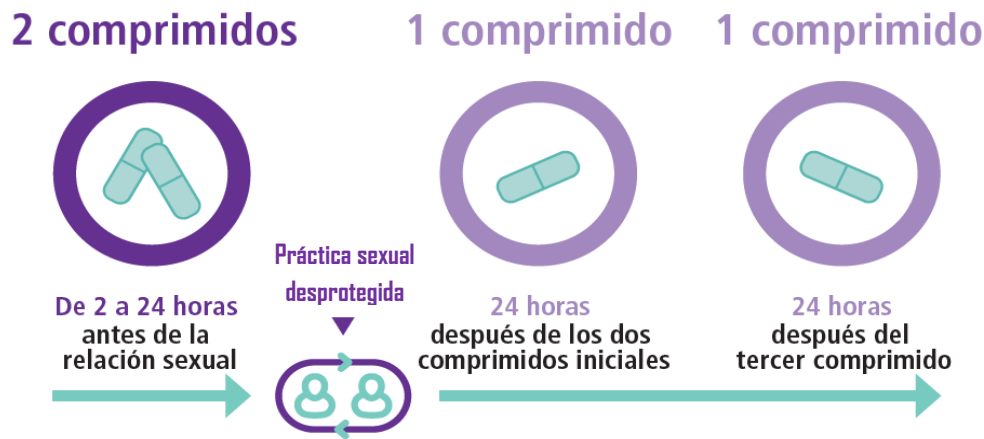 2 comprimidos
De 2 a 24 horas
antes de la
relación sexual
Práctica sexual
desprotegida
1 comprimido
24 horas
después de los dos
comprimidos iniciales
1 comprimido
24 horas
después del
tercer comprimido